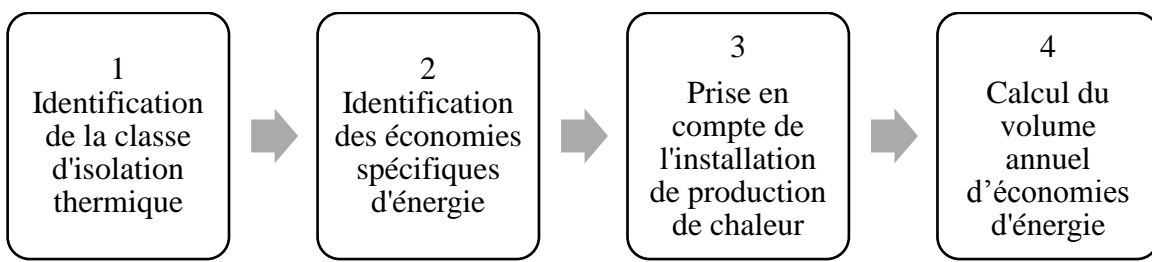 1
Identification
de la classe
d'isolation
thermique
2
Identification
des économies
spécifiques
d'énergie
3
Prise en
compte de
l'installation
de production
de chaleur
4
Calcul du
volume
annuel
d’économies
d'énergie